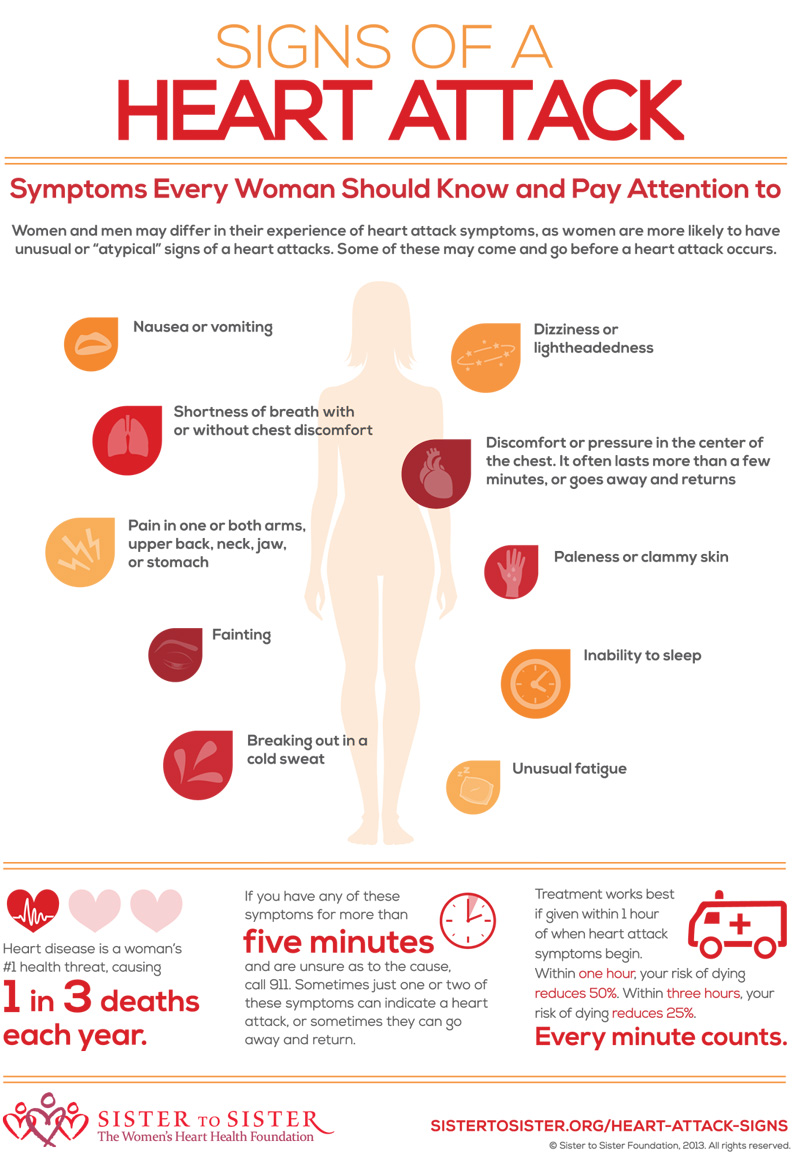 SIGNS OF A
HEART ATTACK
Symptoms Every Woman Should Know and Pay Attention to
Women and men may differ in their experience of heart attack symptoms, as women are more likely to have
unusual or “atypical” signs of a heart attacks. Some of these may come and go before a heart attack occurs.
Nausea or vomiting
Dizziness or
lightheadedness
Shortness of breath with
or without chest discomfort
Discomfort or pressure in the center of
the chest. It often lasts more than a few
minutes, or goes away and returns
Pain in one or both arms,
upper back, neck, jaw,
or stomach
Paleness or clammy skin
Fainting
Inability to sleep
Breaking out in a
cold sweat
zz
Unusual fatigue
Heart disease is a woman's
#1 health threat, causing
1 in 3 deaths
each year.
If you have any of these
symptoms for more than
five minutes
and are unsure as to the cause,
call 911. Sometimes just one or two of
these symptoms can indicate a heart
attack, or sometimes they can go
away and return.
Treatment works best
if given within 1 hour
of when heart attack
symptoms begin.
Within one hour, your risk of dying
reduces 50%. Within three hours, your
risk of dying reduces 25%.
Every minute counts.
SISTER TO SISTER
The Women's Heart Health Foundation
SISTERTOSISTER.ORG/HEART-ATTACK-SIGNS
© Sister to Sister Foundation, 2013. All rights reserved.